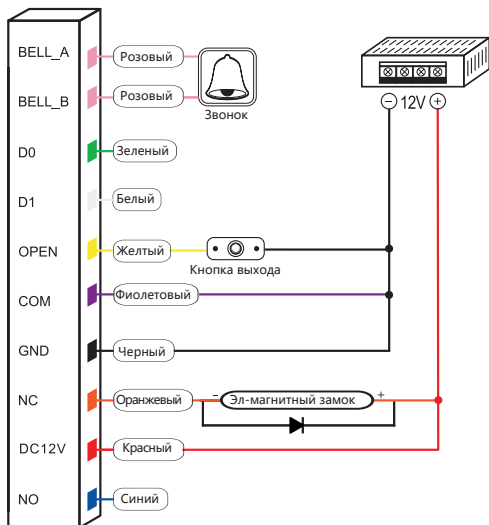 BELL_A
Розовый
BELL_B
Розовый
Звонок
12V
D0
Зеленый
D1
Белый
OPEN
Желтый
Кнопка выхода
COM
Фиолетовый
GND
Черный
NC
Оранжевый
–
Эл-магнитный замок
+
DC12V
Красный
NO
Синий